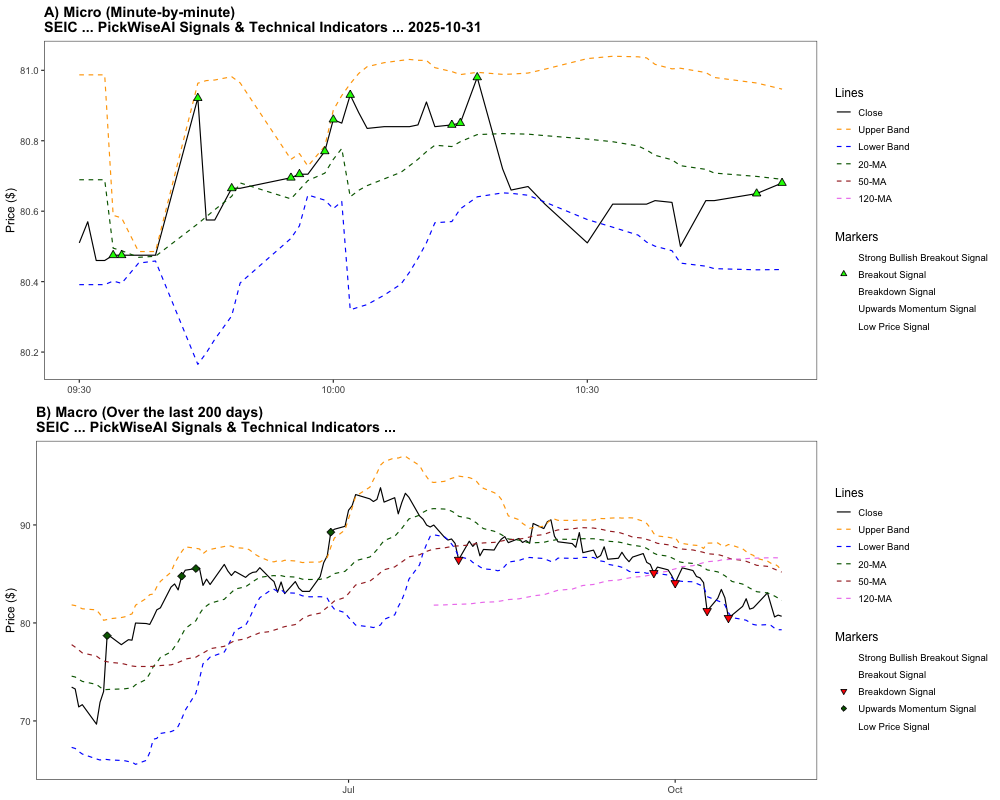 A) Micro (Minute-by-minute)
SEIC ... PickWiseAI Signals & Technical Indicators ... 2025-10-31
Price ($)
81.0
80.8
80.6
80.4
80.2
09:30
10:00
10:30
Lines
Close
Upper Band
Lower Band
20-MA
50-MA
120-MA
Markers
Strong Bullish Breakout Signal
Breakout Signal
Breakdown Signal
Upwards Momentum Signal
Low Price Signal
B) Macro (Over the last 200 days)
SEIC ... PickWiseAI Signals & Technical Indicators ...
Price ($)
90
80
70
Jul
Oct
Lines
Close
Upper Band
Lower Band
20-MA
50-MA
120-MA
Markers
Strong Bullish Breakout Signal
Breakout Signal
Breakdown Signal
Upwards Momentum Signal
Low Price Signal